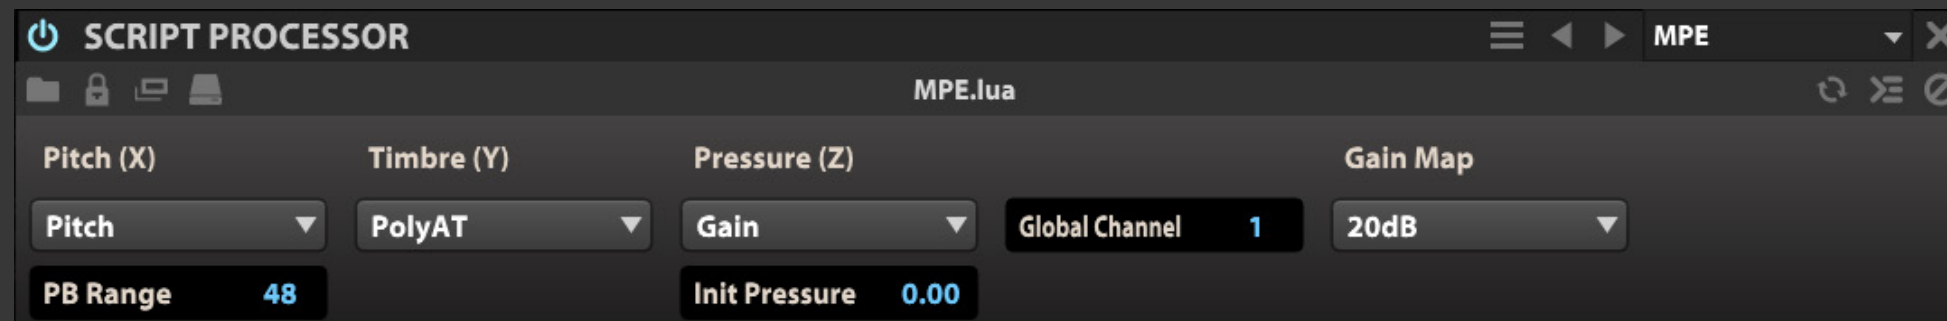 SCRIPT PROCESSOR MPE
MPE.lua
Pitch (X) Timbre (Y) Pressure (Z) Gain Map
Pitch PolyAT Gain Global Channel 1 20dB
PB Range 48 Init Pressure 0.00